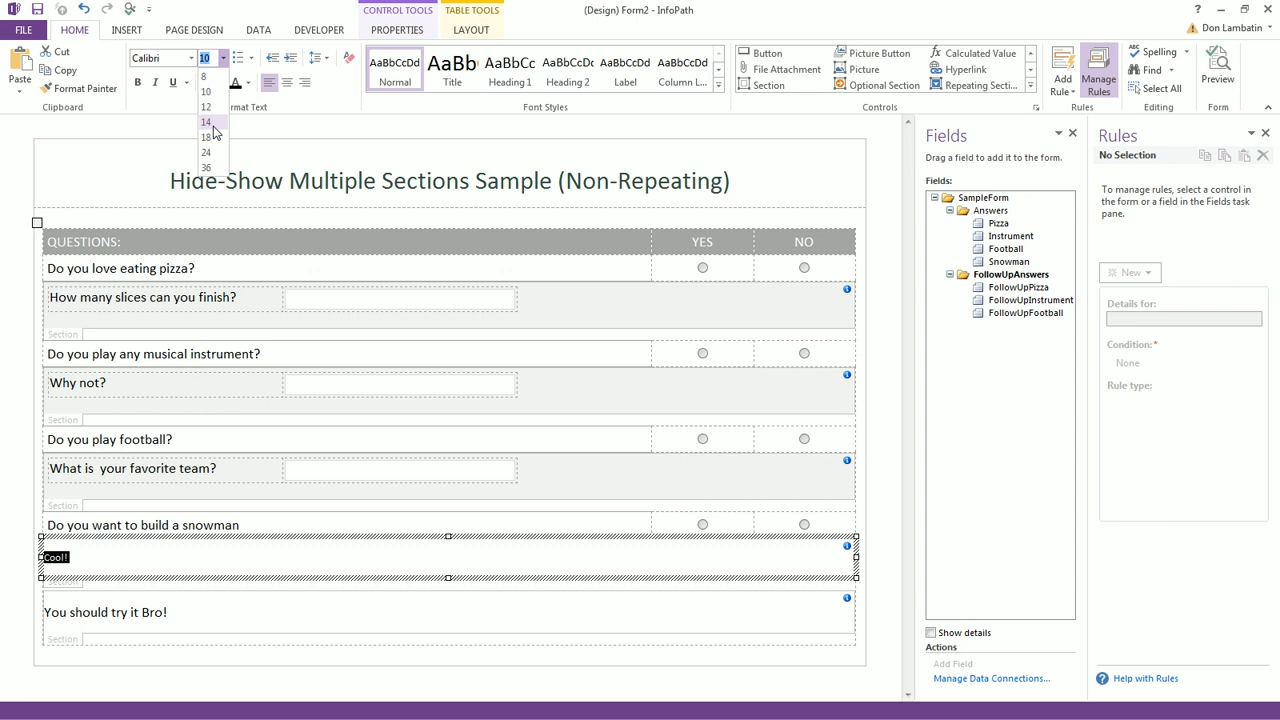 (Design) Form2 - InfoPath
CONTROL TOOLS
TABLE TOOLS
FILE
HOME
INSERT
PAGE DESIGN
DATA
DEVELOPER
PROPERTIES
LAYOUT
Don Lambatin
Paste
Cut
Copy
Format Painter
Clipboard
Calibri
10
8
10
12
14
18
24
36
B I U A
rmat Text
AaBbCcDd
Normal
AaBb
Title
AaBbCc
Heading 1
AaBbCcDc
Heading 2
AaBbCcDd
Label
AaBbCcDd
Column L...
Font Styles
Button
File Attachment
Section
Picture Button
Picture
Optional Section
Calculated Value
Hyperlink
Repeating Secti...
Controls
Add Rule
Manage Rules
Rules
Spelling
Find
Select All
Editing
Preview
Form
Hide-Show Multiple Sections Sample (Non-Repeating)
QUESTIONS: YES NO
Do you love eating pizza?
How many slices can you finish?
Section
Do you play any musical instrument?
Why not?
Section
Do you play football?
What is  your favorite team?
Section
Do you want to build a snowman
Cool!
Section
You should try it Bro!
Section
Fields
Drag a field to add it to the form.
Fields:
SampleForm
Answers
Pizza
Instrument
Football
Snowman
FollowUpAnswers
FollowUpPizza
FollowUpInstrument
FollowUpFootball
Show details
Actions
Add Field
Manage Data Connections...
Rules
No Selection
To manage rules, select a control in
the form or a field in the Fields task
pane.
New
Details for:
Condition:*
None
Rule type:
Help with Rules